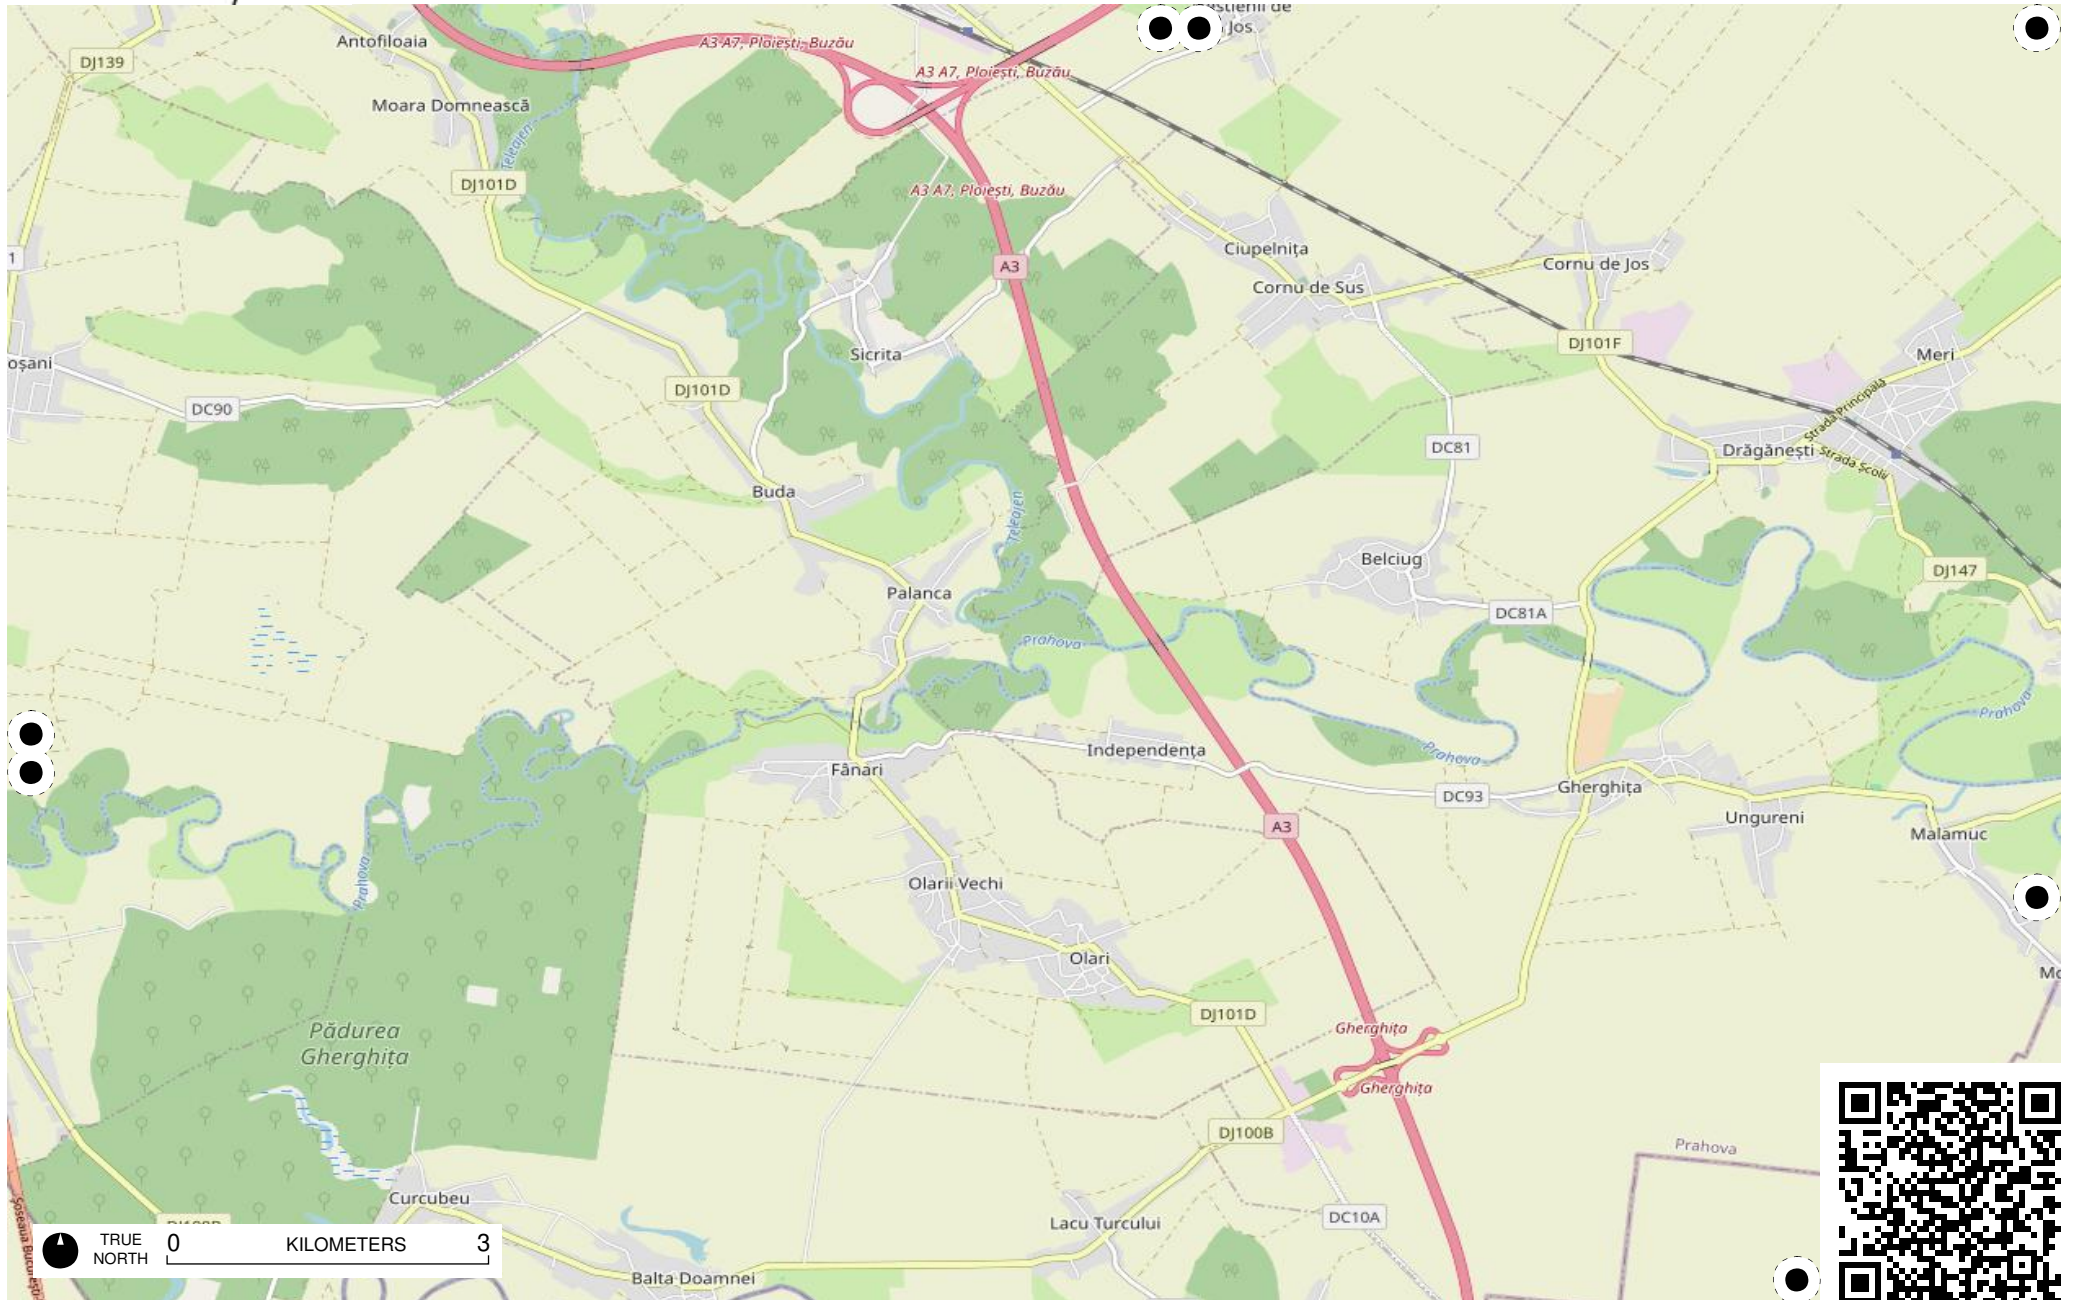 Jos
Antofiloaia
A3 A7, Ploiești, Buzău
DJ139
A3 A7, Ploiești, Buzău
Moara Domnească
Teleajen
DJ101D
A3 A7, Ploiești, Buzău
Ciupelnița
1
A3
Cornu de Jos
Cornu de Sus
DJ101F
Sicrita
Meri
DJ101D
Strada Principala
DC90
DC81
Drăgănești
Strada Școlii
Buda
Teleajen
Belciug
DJ147
Palanca
DC81A
Prahova
Prahova
Independența
Prahova
Fânari
Gherghița
DC93
Ungureni
A3
Malamuc
Prahova
Olarii Vechi
Olari
DJ101D
Gherghița
Pădurea
Gherghița
Gherghița
DJ100B
Prahova
Curcubeu
DC10A
Lacu Turcului
Balta Doamnei
TRUE
NORTH
0 KILOMETERS 3